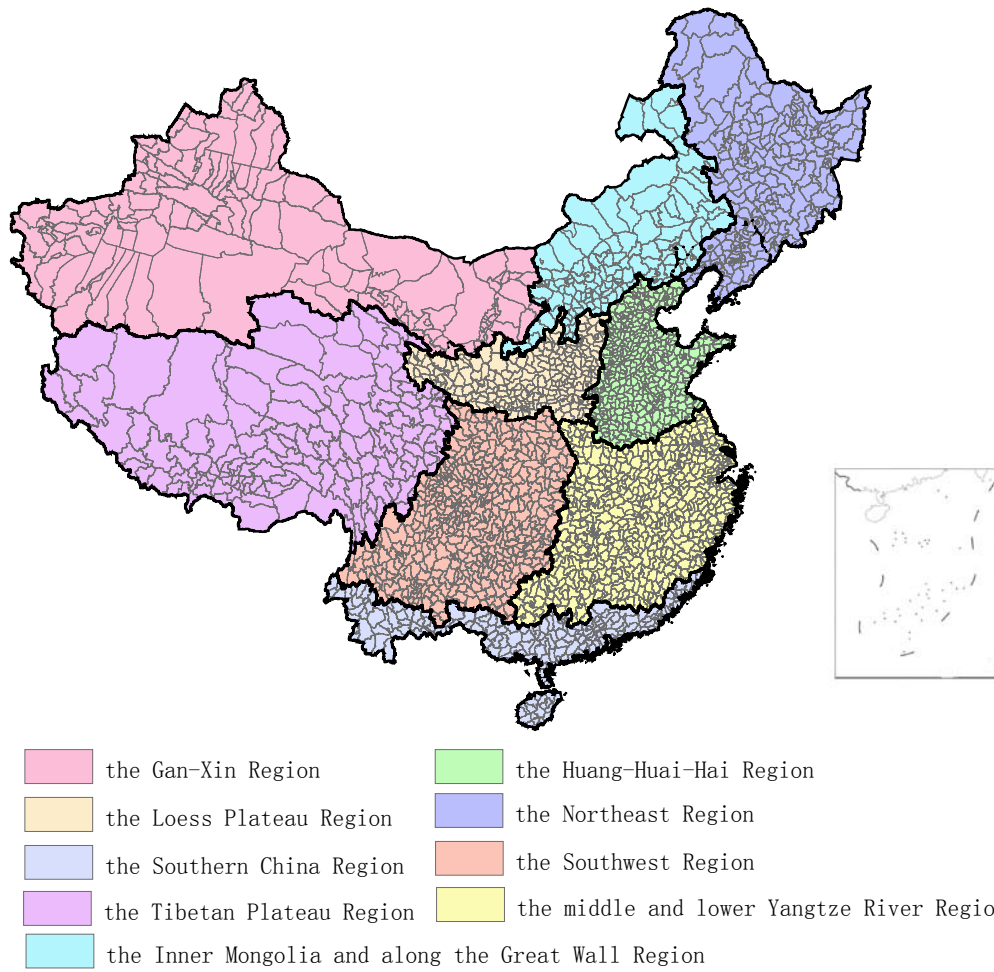 the Gan-Xin Region
the Huang-Huai-Hai Region
the Loess Plateau Region
the Northeast Region
the Southern China Region
the Southwest Region
the Tibetan Plateau Region
the middle and lower Yangtze River Regio
the Inner Mongolia and along the Great Wall Region